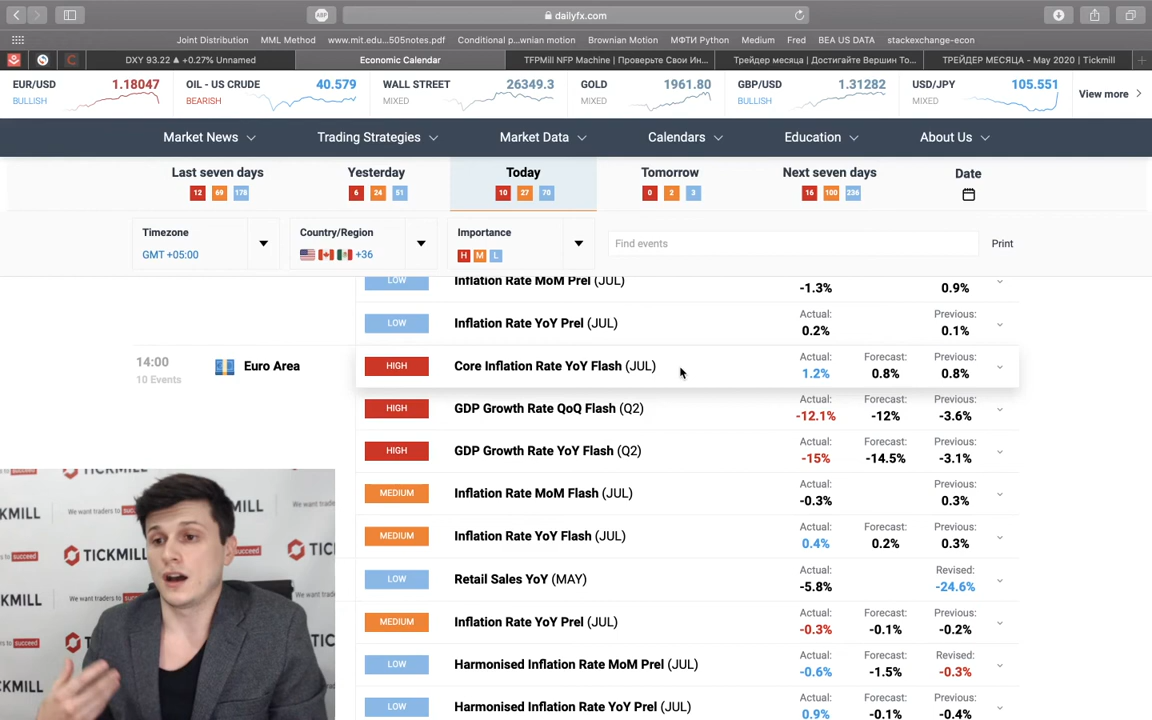 ABP
dailyfx.com
Joint Distribution MML Method www.mit.edu...505notes.pdf Conditional p...wnian motion Brownian Motion МФТИ Python Medium Fred BEA US DATA stackexchange-econ
DXY 93.22 ▲ +0.27% Unnamed Economic Calendar TFPMill NFP Machine | Проверьте Свои Ин... Трейдер месяца | Достигайте Вершин То... ТРЕЙДЕР МЕСЯЦА - May 2020 | Tickmill
EUR/USD 1.18047 OIL - US CRUDE 40.579 WALL STREET 26349.3 GOLD 1961.80 GBP/USD 1.31282 USD/JPY 105.551 View more
BULLISH BEARISH MIXED MIXED BULLISH MIXED
Market News Trading Strategies Market Data Calendars Education About Us
Last seven days Yesterday Today Tomorrow Next seven days Date
12 69 178 6 24 51 10 27 70 0 2 3 16 100 236
Timezone Country/Region Importance Find events Print
GMT +05:00 +36 H M L
LOW Inflation Rate MoM Prel (JUL) -1.3% 0.9%
Actual: Previous:
LOW Inflation Rate YoY Prel (JUL) 0.2% 0.1%
14:00 Euro Area
10 Events
Actual: Forecast: Previous:
HIGH Core Inflation Rate YoY Flash (JUL) 1.2% 0.8% 0.8%
Actual: Forecast: Previous:
HIGH GDP Growth Rate QoQ Flash (Q2) -12.1% -12% -3.6%
Actual: Forecast: Previous:
HIGH GDP Growth Rate YoY Flash (Q2) -15% -14.5% -3.1%
Actual: Previous:
MEDIUM Inflation Rate MoM Flash (JUL) -0.3% 0.3%
Actual: Forecast: Previous:
MEDIUM Inflation Rate YoY Flash (JUL) 0.4% 0.2% 0.3%
Actual: Revised:
LOW Retail Sales YoY (MAY) -5.8% -24.6%
Actual: Forecast: Previous:
MEDIUM Inflation Rate YoY Prel (JUL) -0.3% -0.1% -0.2%
Actual: Forecast: Revised:
LOW Harmonised Inflation Rate MoM Prel (JUL) -0.6% -1.5% -0.3%
Actual: Forecast: Previous:
LOW Harmonised Inflation Rate YoY Prel (JUL) 0.9% -0.1% -0.4%
TICKMILL
We want traders to succeed